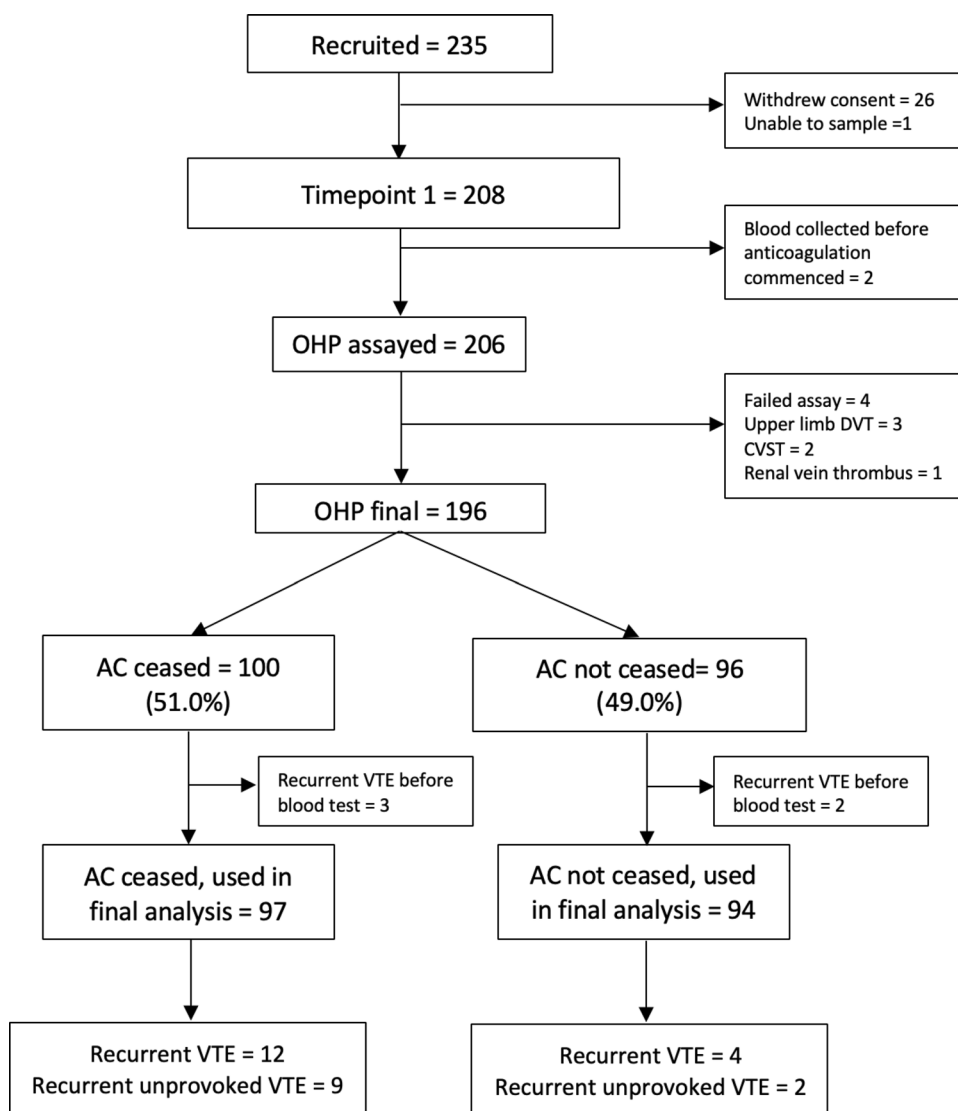 Recruited = 235
Withdrew consent = 26
Unable to sample =1
Timepoint 1 = 208
Blood collected before
anticoagulation
commenced = 2
OHP assayed = 206
Failed assay = 4
Upper limb DVT = 3
CVST = 2
Renal vein thrombus = 1
OHP final = 196
AC ceased = 100
(51.0%)
AC not ceased= 96
(49.0%)
Recurrent VTE before
blood test = 3
Recurrent VTE before
blood test = 2
AC ceased, used in
final analysis = 97
AC not ceased, used
in final analysis = 94
Recurrent VTE = 12
Recurrent unprovoked VTE = 9
Recurrent VTE = 4
Recurrent unprovoked VTE = 2